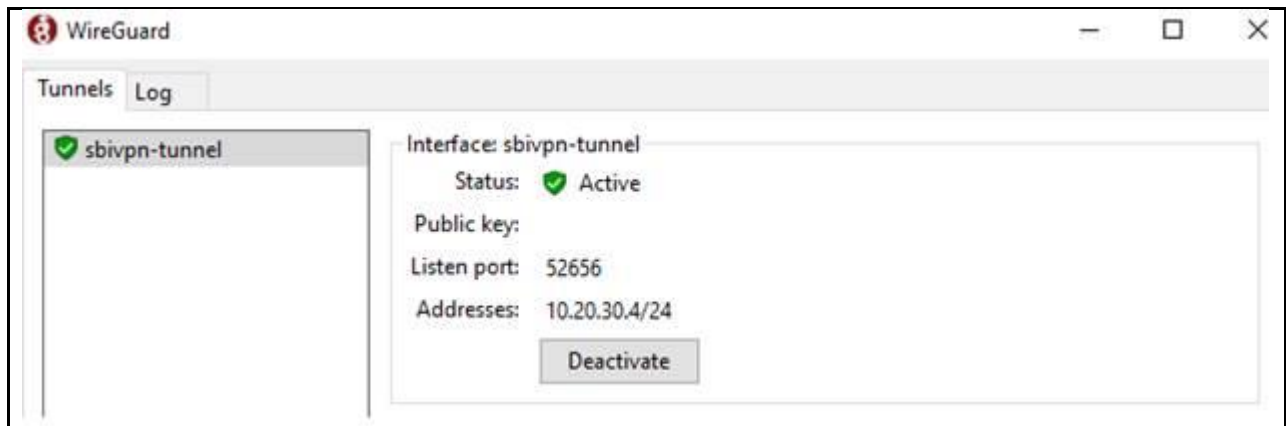 WireGuard
Tunnels Log
sbivpn-tunnel
Interface: sbivpn-tunnel
Status: Active
Public key:
Listen port: 52656
Addresses: 10.20.30.4/24
Deactivate